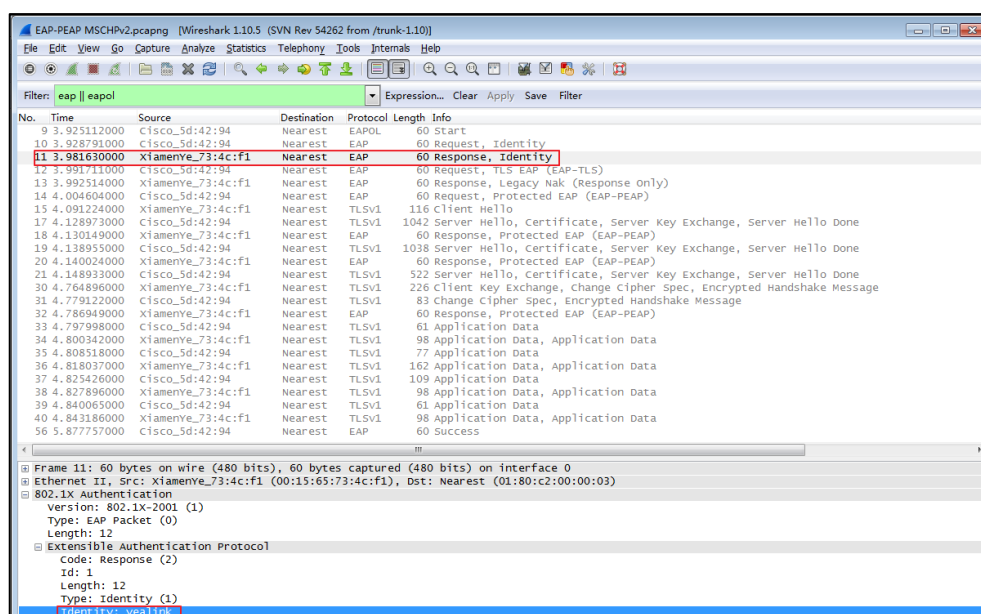 EAP-PEAP MSCHPv2.pcapng [Wireshark 1.10.5 (SVN Rev 54262 from /trunk-1.10)]
File Edit View Go Capture Analyze Statistics Telephony Tools Internals Help
Filter: eap || eapol Expression... Clear Apply Save Filter
No. Time Source Destination Protocol Length Info
9 3.925112000 Cisco_5d:42:94 Nearest EAPOL 60 Start
10 3.928791000 Cisco_5d:42:94 Nearest EAP 60 Request, Identity
11 3.981630000 XiamenYe_73:4c:f1 Nearest EAP 60 Response, Identity
12 3.991711000 Cisco_5d:42:94 Nearest EAP 60 Request, TLS EAP (EAP-TLS)
13 3.992514000 XiamenYe_73:4c:f1 Nearest EAP 60 Response, Legacy Nak (Response Only)
14 4.004604000 Cisco_5d:42:94 Nearest EAP 60 Request, Protected EAP (EAP-PEAP)
15 4.091224000 XiamenYe_73:4c:f1 Nearest TLSv1 116 Client Hello
17 4.128973000 Cisco_5d:42:94 Nearest TLSv1 1042 Server Hello, Certificate, Server Key Exchange, Server Hello Done
18 4.130149000 XiamenYe_73:4c:f1 Nearest EAP 60 Response, Protected EAP (EAP-PEAP)
19 4.138955000 Cisco_5d:42:94 Nearest TLSv1 1038 Server Hello, Certificate, Server Key Exchange, Server Hello Done
20 4.140024000 XiamenYe_73:4c:f1 Nearest EAP 60 Response, Protected EAP (EAP-PEAP)
21 4.148933000 Cisco_5d:42:94 Nearest TLSv1 522 Server Hello, Certificate, Server Key Exchange, Server Hello Done
30 4.764896000 XiamenYe_73:4c:f1 Nearest TLSv1 226 Client Key Exchange, Change Cipher Spec, Encrypted Handshake Message
31 4.779122000 Cisco_5d:42:94 Nearest TLSv1 83 Change Cipher Spec, Encrypted Handshake Message
32 4.786949000 XiamenYe_73:4c:f1 Nearest EAP 60 Response, Protected EAP (EAP-PEAP)
33 4.797998000 Cisco_5d:42:94 Nearest TLSv1 61 Application Data
34 4.800342000 XiamenYe_73:4c:f1 Nearest TLSv1 98 Application Data, Application Data
35 4.808518000 Cisco_5d:42:94 Nearest TLSv1 77 Application Data
36 4.818037000 XiamenYe_73:4c:f1 Nearest TLSv1 162 Application Data, Application Data
37 4.825426000 Cisco_5d:42:94 Nearest TLSv1 109 Application Data
38 4.827896000 XiamenYe_73:4c:f1 Nearest TLSv1 98 Application Data, Application Data
39 4.840065000 Cisco_5d:42:94 Nearest TLSv1 61 Application Data
40 4.843186000 XiamenYe_73:4c:f1 Nearest TLSv1 98 Application Data, Application Data
56 5.877757000 Cisco_5d:42:94 Nearest EAP 60 Success
Frame 11: 60 bytes on wire (480 bits), 60 bytes captured (480 bits) on interface 0
Ethernet II, Src: XiamenYe_73:4c:f1 (00:15:65:73:4c:f1), Dst: Nearest (01:80:c2:00:00:03)
802.1X Authentication
Version: 802.1X-2001 (1)
Type: EAP Packet (0)
Length: 12
Extensible Authentication Protocol
Code: Response (2)
Id: 1
Length: 12
Type: Identity (1)
Identity: yealink